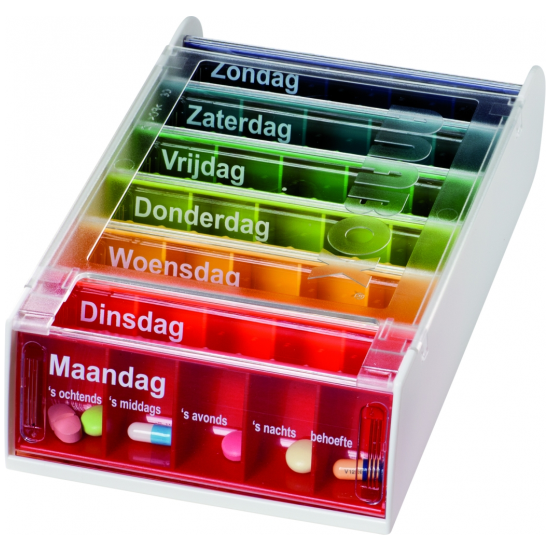 Zondag
Zaterdag
Vrijdag
Donderdag
Woensdag
Dinsdag
Maandag
's ochtends
's middags
's avonds
's nachts
behoefte